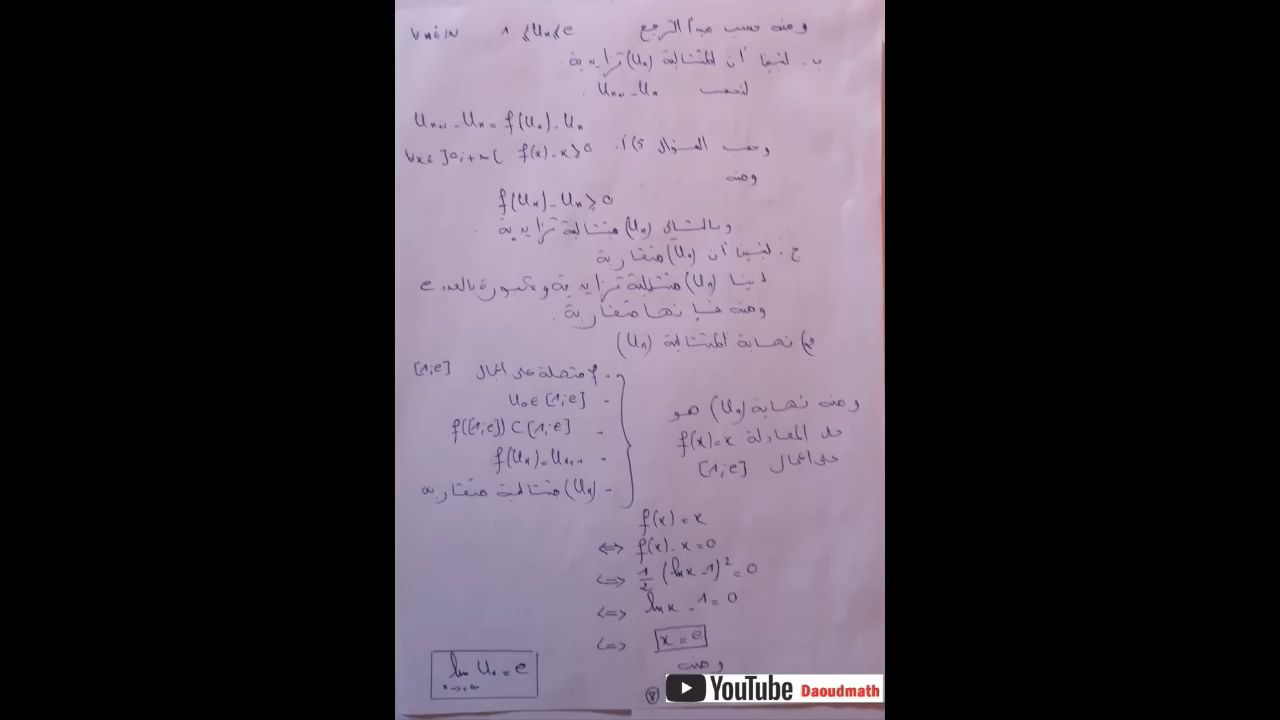 ومنه حسب مبدأ الترجع 1 ≤ Un ≤ e ∀n∈IN
ب. لنبين أن المتتالية (Un) تزايدية
لنحسب Un+1 - Un
Un+1 - Un = f(Un) - Un
وحسب السؤال 5) أ. f(x) - x ≥ 0 ∀x∈]0;+∞[
ومنه
f(Un) - Un ≥ 0
وبالتالي (Un) متتالية تزايدية
ج. لنبين أن (Un) متقاربة
لدينا (Un) متتالية تزايدية ومكبورة بالعدد e
ومنه فإنها متقاربة.
نهاية المتتالية (Un)
- f متصلة على المجال [1;e]
- U0 ∈ [1;e]
- f([1;e]) ⊂ [1;e]
- f(Un) = Un+1
- (Un) متتالية متقاربة
ومنه نهاية (Un) هو
حل المعادلة f(x) = x
على المجال [1;e]
f(x) = x
⇔ f(x) - x = 0
⇔ 1/2 (ln x - 1)² = 0
⇔ ln x - 1 = 0
⇔ x = e
ومنه
lim Un = e
n→+∞
8
YouTube Daoudmath